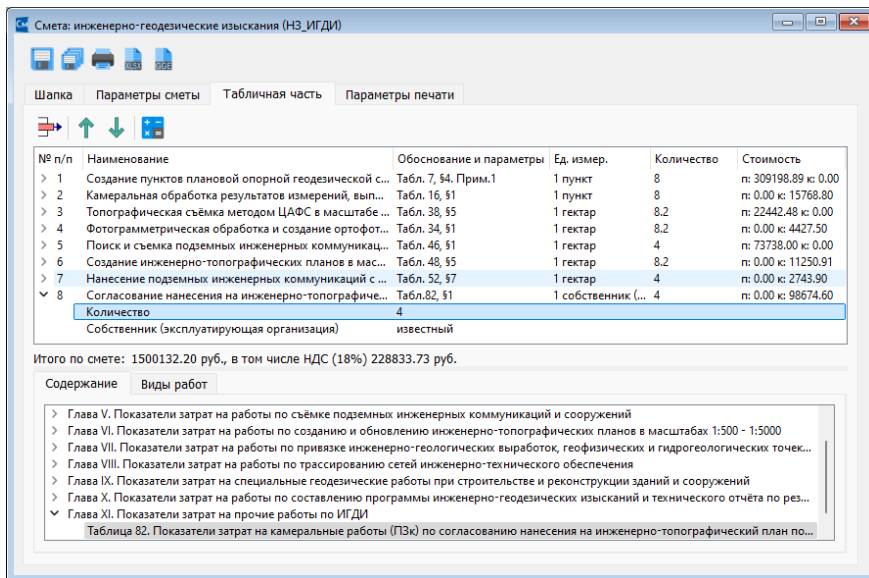 См Смета: инженерно-геодезические изыскания (НЗ_ИГДИ)
XLSX GGE
Шапка Параметры сметы Табличная часть Параметры печати
№ п/п Наименование Обоснование и параметры Ед. измер. Количество Стоимость
1 Создание пунктов плановой опорной геодезической с... Табл. 7, §4. Прим.1 1 пункт 8 п: 309198.89 к: 0.00
2 Камеральная обработка результатов измерений, вып... Табл. 16, §1 1 пункт 8 п: 0.00 к: 15768.80
3 Топографическая съёмка методом ЦАФС в масштабе ... Табл. 38, §5 1 гектар 8.2 п: 22442.48 к: 0.00
4 Фотограмметрическая обработка и создание ортофот... Табл. 34, §1 1 гектар 8.2 п: 0.00 к: 4427.50
5 Поиск и съемка подземных инженерных коммуникац... Табл. 46, §1 1 гектар 4 п: 73738.00 к: 0.00
6 Создание инженерно-топографических планов в мас... Табл. 48, §5 1 гектар 8.2 п: 0.00 к: 11250.91
7 Нанесение подземных инженерных коммуникаций с ... Табл. 52, §7 1 гектар 4 п: 0.00 к: 2743.90
8 Согласование нанесения на инженерно-топографиче... Табл.82, §1 1 собственник (... 4 п: 0.00 к: 98674.60
Количество 4
Собственник (эксплуатирующая организация) известный
Итого по смете: 1500132.20 руб., в том числе НДС (18%) 228833.73 руб.
Содержание Виды работ
Глава V. Показатели затрат на работы по съёмке подземных инженерных коммуникаций и сооружений
Глава VI. Показатели затрат на работы по созданию и обновлению инженерно-топографических планов в масштабах 1:500 - 1:5000
Глава VII. Показатели затрат на работы по привязке инженерно-геологических выработок, геофизических и гидрогеологических точек...
Глава VIII. Показатели затрат на работы по трассированию сетей инженерно-технического обеспечения
Глава IX. Показатели затрат на специальные геодезические работы при строительстве и реконструкции зданий и сооружений
Глава X. Показатели затрат на работы по составлению программы инженерно-геодезических изысканий и технического отчёта по рез...
Глава XI. Показатели затрат на прочие работы по ИГДИ
Таблица 82. Показатели затрат на камеральные работы (ПЗк) по согласованию нанесения на инженерно-топографический план по...